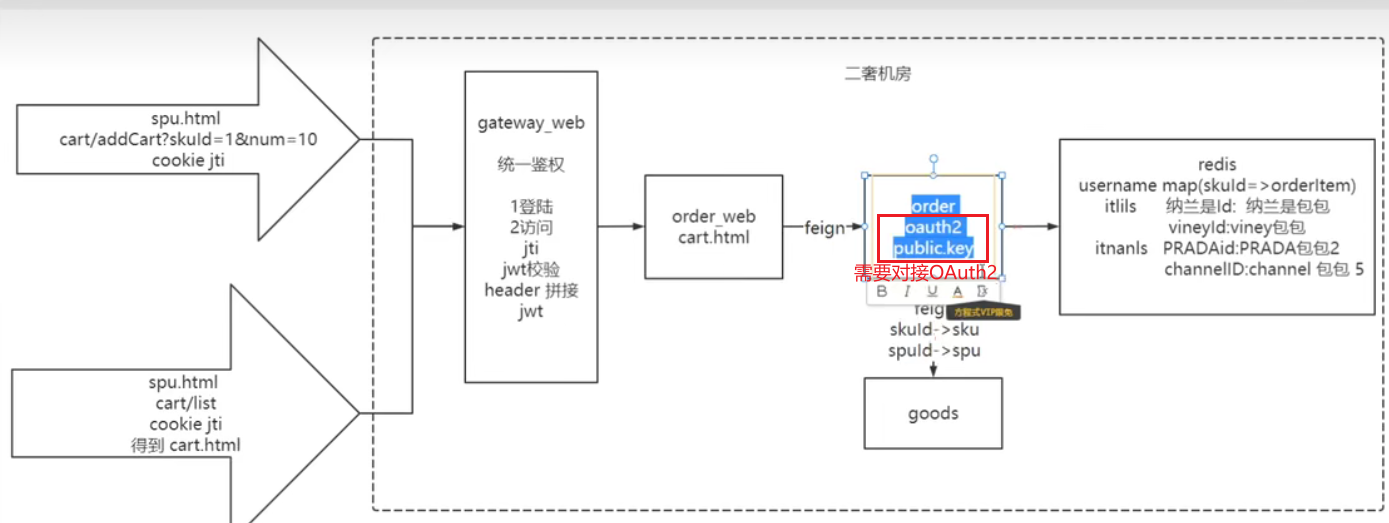 二奢机房
spu.html
cart/addCart?skuId=1&num=10
cookie jti
spu.html
cart/list
cookie jti
得到 cart.html
gateway_web
统一鉴权
1登陆
2访问
jti
jwt校验
header 拼接
jwt
order_web
cart.html
feign
order
oauth2
public.key
需要对接OAuth2
B I U A
方程式VIP限免
skuId->sku
spuId->spu
goods
redis
username map(skuId=>orderItem)
itlils 纳兰是Id: 纳兰是包包
vineyId:viney包包
itnanls PRADAid:PRADA包包2
channelID:channel 包包 5